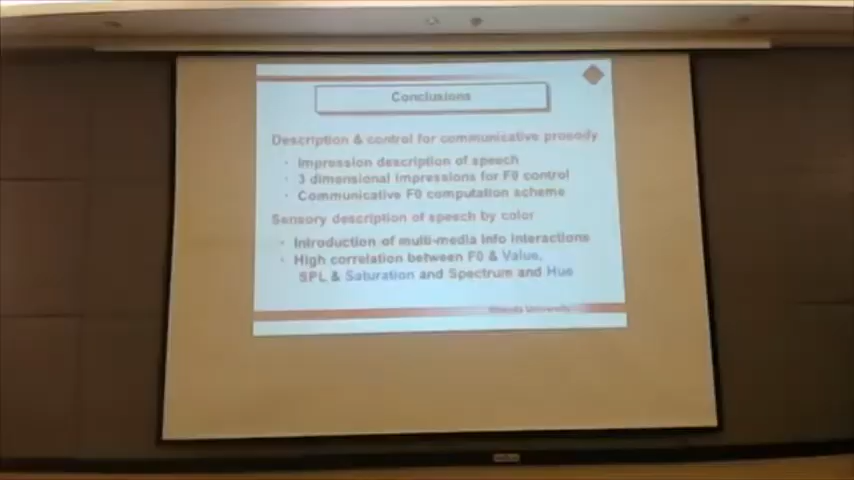 Conclusions
Description & control for communicative prosody
· Impression description of speech
· 3 dimensional impressions for F0 control
· Communicative F0 computation scheme
Sensory description of speech by color
· Introduction of multi-media info interactions
· High correlation between F0 & Value,
SPL & Saturation and Spectrum and Hue
University